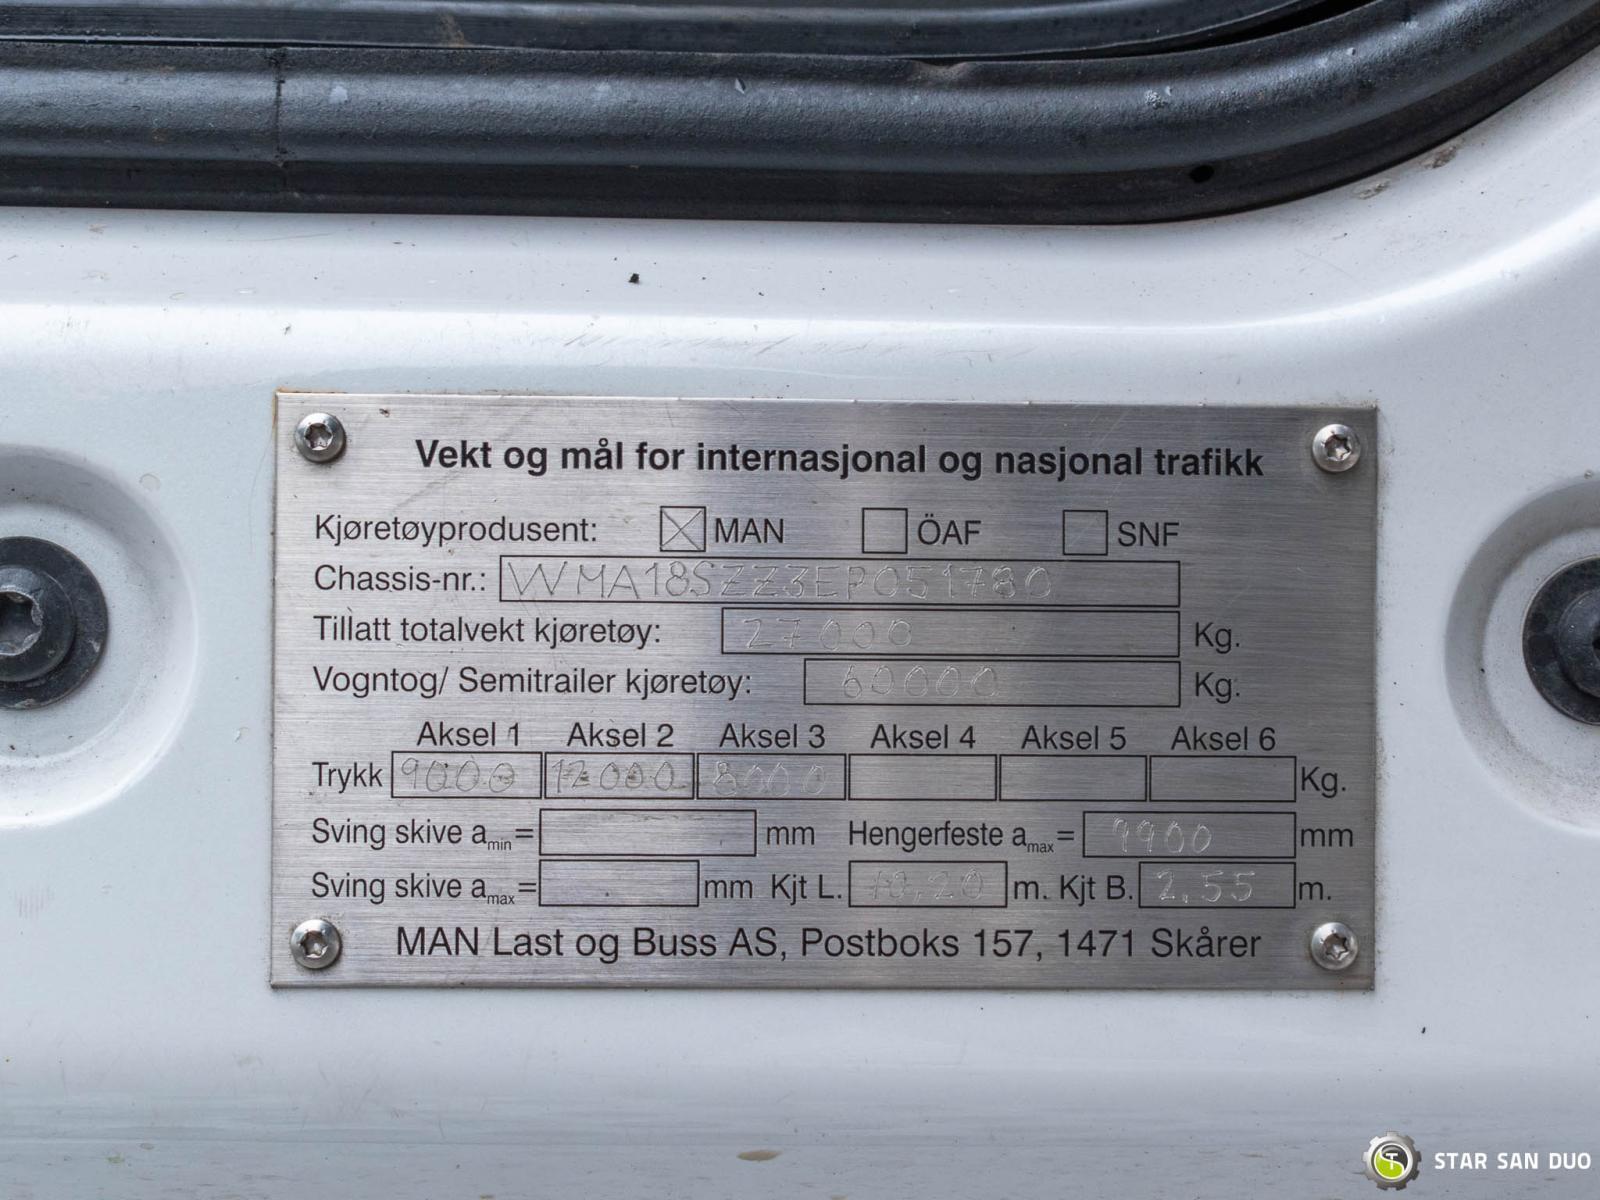 Vekt og mål for internasjonal og nasjonal trafikk
Kjøretøyprodusent: ☒ MAN ☐ ÖAF ☐ SNF
Chassis-nr.: WMA18SZZ3EP051780
Tillatt totalvekt kjøretøy: 27000 Kg.
Vogntog/ Semitrailer kjøretøy: 60000 Kg.
Aksel 1 Aksel 2 Aksel 3 Aksel 4 Aksel 5 Aksel 6
Trykk 9000 12000 8000 Kg.
Sving skive amin= mm Hengerfeste amax= 9900 mm
Sving skive amax= mm Kjt L. 10,20 m. Kjt B. 2,55 m.
MAN Last og Buss AS, Postboks 157, 1471 Skårer
STAR SAN DUO